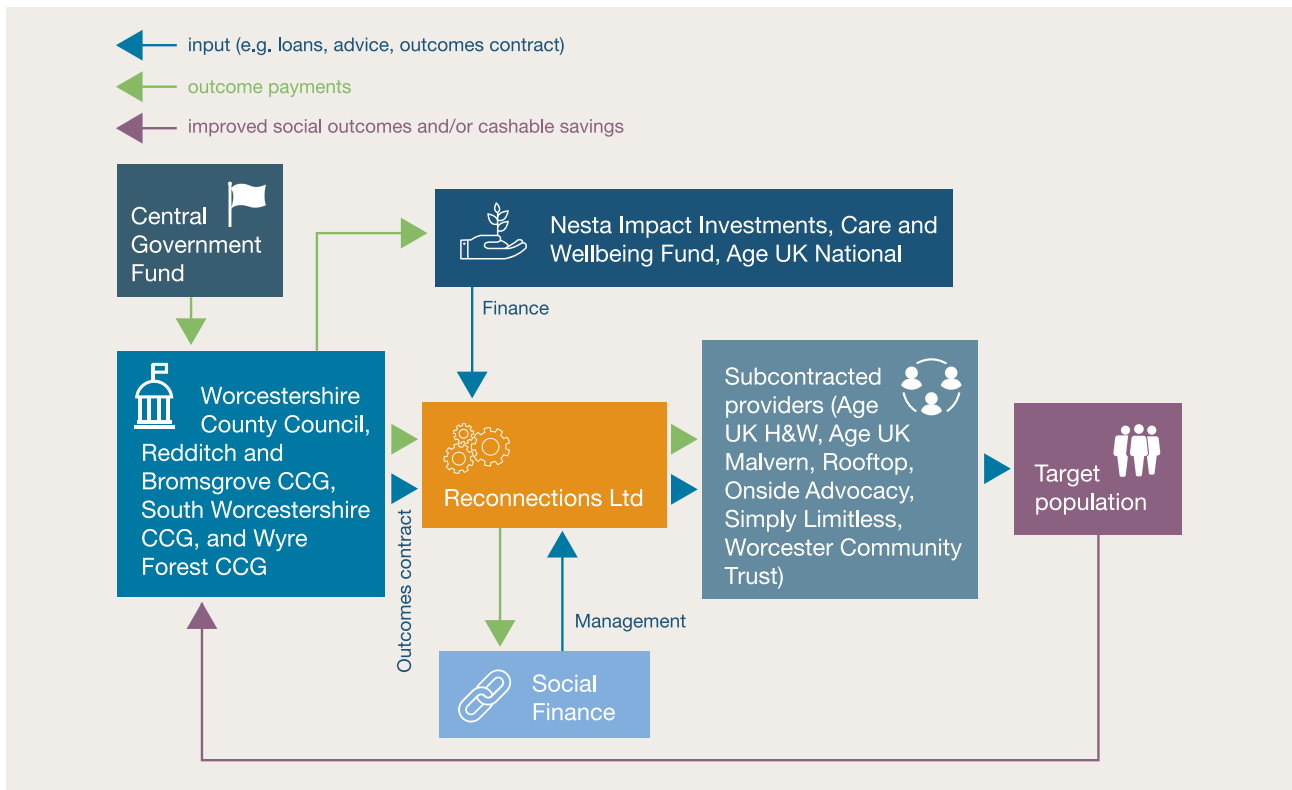 input (e.g. loans, advice, outcomes contract)
outcome payments
improved social outcomes and/or cashable savings
Central
Government
Fund
Nesta Impact Investments, Care and
Wellbeing Fund, Age UK National
Finance
Worcestershire
County Council,
Redditch and
Bromsgrove CCG,
South Worcestershire
CCG, and Wyre
Forest CCG
Outcomes contract
Reconnections Ltd
Subcontracted
providers (Age
UK H&W, Age UK
Malvern, Rooftop,
Onside Advocacy,
Simply Limitless,
Worcester Community
Trust)
Target
population
Management
Social
Finance